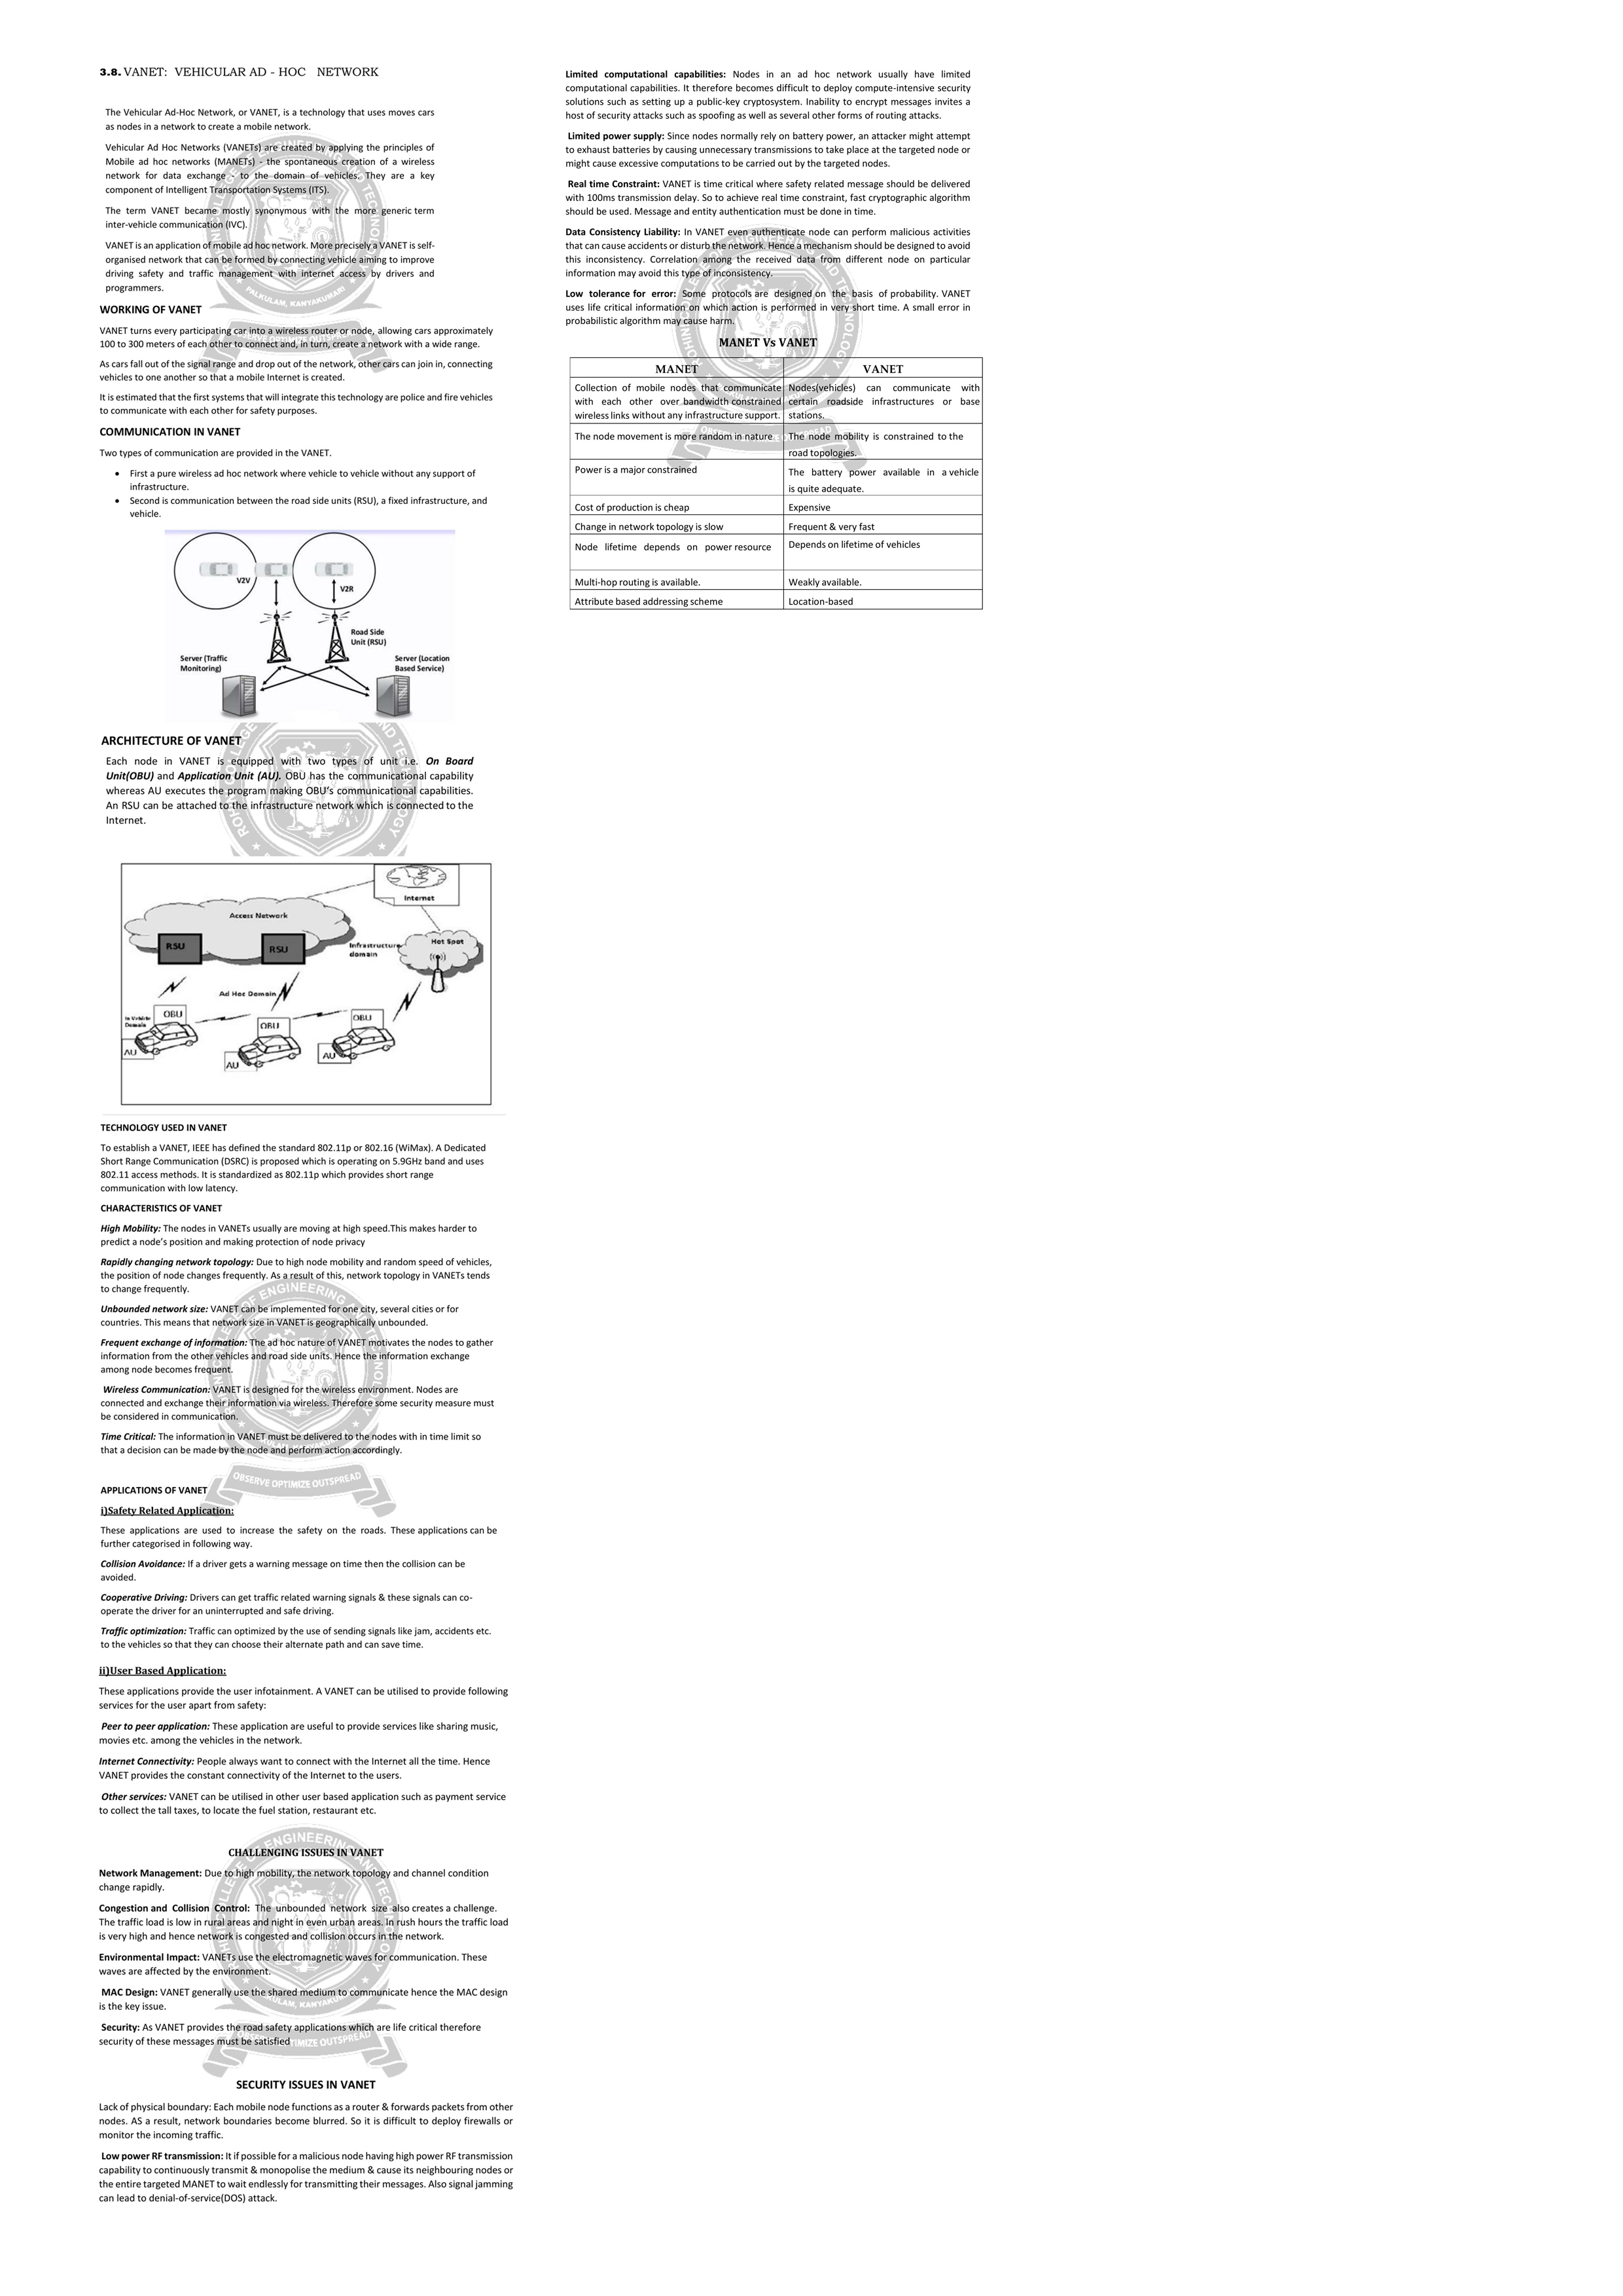 3.8. VANET: VEHICULAR AD - HOC NETWORK
The Vehicular Ad-Hoc Network, or VANET, is a technology that uses moves cars
as nodes in a network to create a mobile network.
Vehicular Ad Hoc Networks (VANETs) are created by applying the principles of
Mobile ad hoc networks (MANETs) - the spontaneous creation of a wireless
network for data exchange - to the domain of vehicles. They are a key
component of Intelligent Transportation Systems (ITS).
The term VANET became mostly synonymous with the more generic term
inter-vehicle communication (IVC).
VANET is an application of mobile ad hoc network. More precisely a VANET is self-
organised network that can be formed by connecting vehicle aiming to improve
driving safety and traffic management with internet access by drivers and
programmers.
WORKING OF VANET
VANET turns every participating car into a wireless router or node, allowing cars approximately
100 to 300 meters of each other to connect and, in turn, create a network with a wide range.
As cars fall out of the signal range and drop out of the network, other cars can join in, connecting
vehicles to one another so that a mobile Internet is created.
It is estimated that the first systems that will integrate this technology are police and fire vehicles
to communicate with each other for safety purposes.
COMMUNICATION IN VANET
Two types of communication are provided in the VANET.
• First a pure wireless ad hoc network where vehicle to vehicle without any support of
infrastructure.
• Second is communication between the road side units (RSU), a fixed infrastructure, and
vehicle.
V2V
V2R
Road Side
Unit (RSU)
Server (Traffic
Monitoring)
Server (Location
Based Service)
ARCHITECTURE OF VANET
Each node in VANET is equipped with two types of unit i.e. On Board
Unit(OBU) and Application Unit (AU). OBU has the communicational capability
whereas AU executes the program making OBU's communicational capabilities.
An RSU can be attached to the infrastructure network which is connected to the
Internet.
Internet
Access Network
RSU
RSU
Infrastructure
domain
Hot Spot
Ad Hoc Domain
In Vehicle
Domain
OBU
OBU
OBU
AU
AU
AU
TECHNOLOGY USED IN VANET
To establish a VANET, IEEE has defined the standard 802.11p or 802.16 (WiMax). A Dedicated
Short Range Communication (DSRC) is proposed which is operating on 5.9GHz band and uses
802.11 access methods. It is standardized as 802.11p which provides short range
communication with low latency.
CHARACTERISTICS OF VANET
High Mobility: The nodes in VANETs usually are moving at high speed.This makes harder to
predict a node's position and making protection of node privacy
Rapidly changing network topology: Due to high node mobility and random speed of vehicles,
the position of node changes frequently. As a result of this, network topology in VANETs tends
to change frequently.
Unbounded network size: VANET can be implemented for one city, several cities or for
countries. This means that network size in VANET is geographically unbounded.
Frequent exchange of information: The ad hoc nature of VANET motivates the nodes to gather
information from the other vehicles and road side units. Hence the information exchange
among node becomes frequent.
Wireless Communication: VANET is designed for the wireless environment. Nodes are
connected and exchange their information via wireless. Therefore some security measure must
be considered in communication.
Time Critical: The information in VANET must be delivered to the nodes with in time limit so
that a decision can be made by the node and perform action accordingly.
OBSERVE OPTIMIZE OUTSPREAD
APPLICATIONS OF VANET
i)Safety Related Application:
These applications are used to increase the safety on the roads. These applications can be
further categorised in following way.
Collision Avoidance: If a driver gets a warning message on time then the collision can be
avoided.
Cooperative Driving: Drivers can get traffic related warning signals & these signals can co-
operate the driver for an uninterrupted and safe driving.
Traffic optimization: Traffic can optimized by the use of sending signals like jam, accidents etc.
to the vehicles so that they can choose their alternate path and can save time.
ii)User Based Application:
These applications provide the user infotainment. A VANET can be utilised to provide following
services for the user apart from safety:
Peer to peer application: These application are useful to provide services like sharing music,
movies etc. among the vehicles in the network.
Internet Connectivity: People always want to connect with the Internet all the time. Hence
VANET provides the constant connectivity of the Internet to the users.
Other services: VANET can be utilised in other user based application such as payment service
to collect the tall taxes, to locate the fuel station, restaurant etc.
CHALLENGING ISSUES IN VANET
Network Management: Due to high mobility, the network topology and channel condition
change rapidly.
Congestion and Collision Control: The unbounded network size also creates a challenge.
The traffic load is low in rural areas and night in even urban areas. In rush hours the traffic load
is very high and hence network is congested and collision occurs in the network.
Environmental Impact: VANETs use the electromagnetic waves for communication. These
waves are affected by the environment.
MAC Design: VANET generally use the shared medium to communicate hence the MAC design
is the key issue.
Security: As VANET provides the road safety applications which are life critical therefore
security of these messages must be satisfied
SECURITY ISSUES IN VANET
Lack of physical boundary: Each mobile node functions as a router & forwards packets from other
nodes. AS a result, network boundaries become blurred. So it is difficult to deploy firewalls or
monitor the incoming traffic.
Low power RF transmission: It if possible for a malicious node having high power RF transmission
capability to continuously transmit & monopolise the medium & cause its neighbouring nodes or
the entire targeted MANET to wait endlessly for transmitting their messages. Also signal jamming
can lead to denial-of-service(DOS) attack.
Limited computational capabilities: Nodes in an ad hoc network usually have limited
computational capabilities. It therefore becomes difficult to deploy compute-intensive security
solutions such as setting up a public-key cryptosystem. Inability to encrypt messages invites a
host of security attacks such as spoofing as well as several other forms of routing attacks.
Limited power supply: Since nodes normally rely on battery power, an attacker might attempt
to exhaust batteries by causing unnecessary transmissions to take place at the targeted node or
might cause excessive computations to be carried out by the targeted nodes.
Real time Constraint: VANET is time critical where safety related message should be delivered
with 100ms transmission delay. So to achieve real time constraint, fast cryptographic algorithm
should be used. Message and entity authentication must be done in time.
Data Consistency Liability: In VANET even authenticate node can perform malicious activities
that can cause accidents or disturb the network. Hence a mechanism should be designed to avoid
this inconsistency. Correlation among the received data from different node on particular
information may avoid this type of inconsistency.
Low tolerance for error: Some protocols are designed on the basis of probability. VANET
uses life critical information on which action is performed in very short time. A small error in
probabilistic algorithm may cause harm.
MANET Vs VANET
MANET VANET
Collection of mobile nodes that communicate Nodes(vehicles) can communicate with
with each other over bandwidth constrained certain roadside infrastructures or base
wireless links without any infrastructure support. stations.
The node movement is more random in nature The node mobility is constrained to the
road topologies.
Power is a major constrained The battery power available in a vehicle
is quite adequate.
Cost of production is cheap Expensive
Change in network topology is slow Frequent & very fast
Node lifetime depends on power resource Depends on lifetime of vehicles
Multi-hop routing is available. Weakly available.
Attribute based addressing scheme Location-based